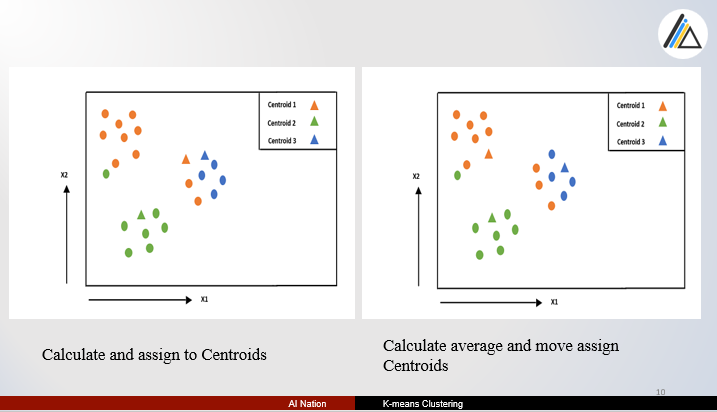 Centroid 1
Centroid 2
Centroid 3
X2
X1
Centroid 1
Centroid 2
Centroid 3
X2
X1
Calculate and assign to Centroids
Calculate average and move assign
Centroids
10
AI Nation
K-means Clustering